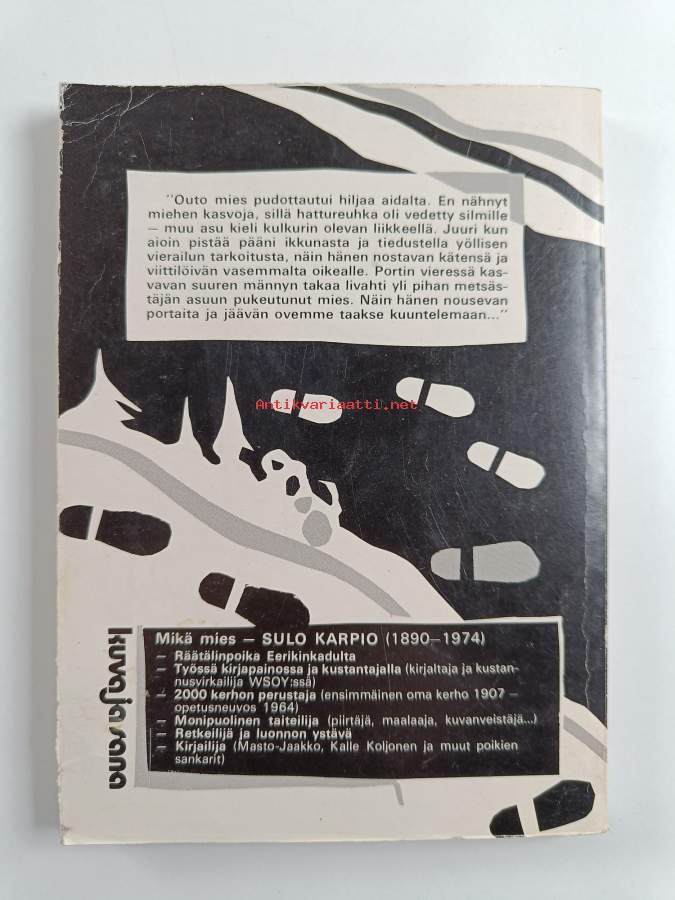 "Outo mies pudottautui hiljaa aidalta. En nähnyt
miehen kasvoja, sillä hattureuhka oli vedetty silmille
– muu asu kieli kulkurin olevan liikkeellä. Juuri kun
aioin pistää pääni ikkunasta ja tiedustella yöllisen
vierailun tarkoitusta, näin hänen nostavan kätensä ja
viittilöivän vasemmalta oikealle. Portin vieressä kas-
vavan suuren männyn takaa livahti yli pihan metsäs-
täjän asuun pukeutunut mies. Näin hänen nousevan
portaita ja jäävän ovemme taakse kuuntelemaan..."
Antikvariaatti.net
kuva ja sana
Mikä mies – SULO KARPIO (1890–1974)
Räätälinpoika Eerikinkadulta
Työssä kirjapainossa ja kustantajalla (kirjaltaja ja kustan-
nusvirkailija WSOY:ssä)
2000 kerhon perustaja (ensimmäinen oma kerho 1907 –
opetusneuvos 1964)
Monipuolinen taiteilija (piirtäjä, maalaaja, kuvanveistäjä...)
Retkeilijä ja luonnon ystävä
Kirjailija (Masto-Jaakko, Kalle Koljonen ja muut poikien
sankarit)